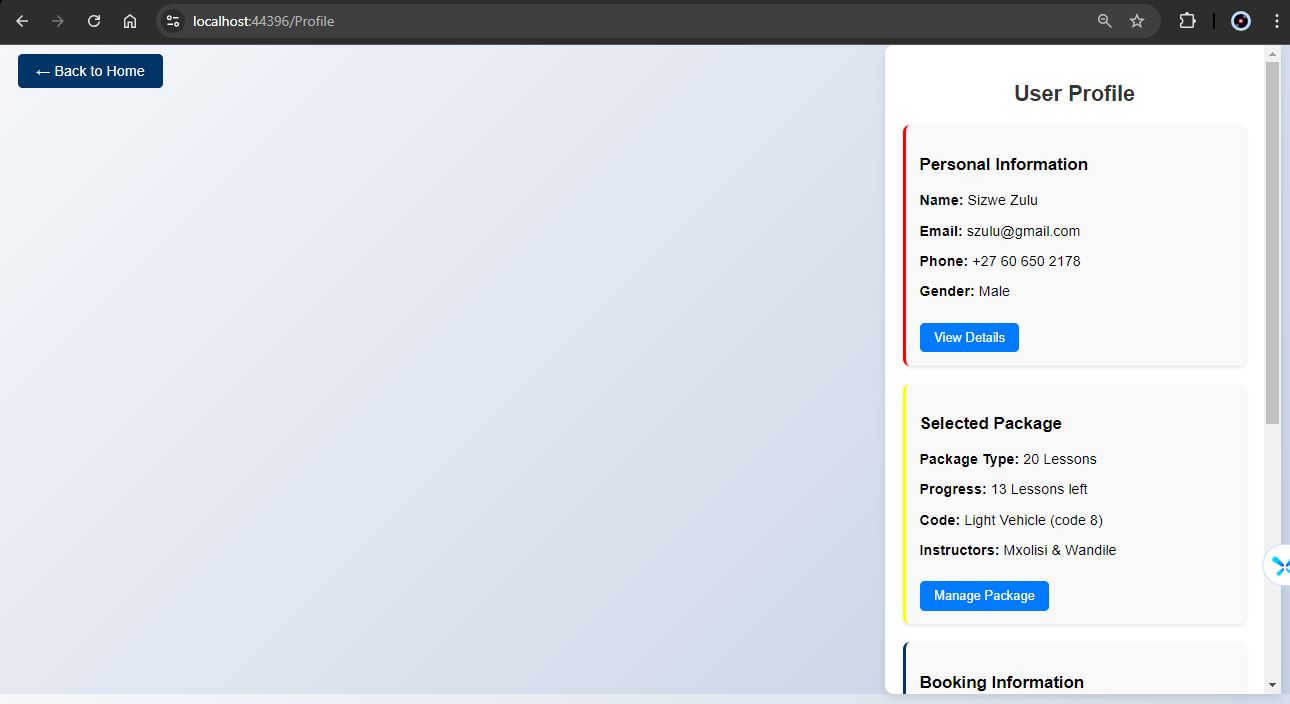 localhost:44396/Profile
← Back to Home
User Profile
Personal Information
Name: Sizwe Zulu
Email: szulu@gmail.com
Phone: +27 60 650 2178
Gender: Male
View Details
Selected Package
Package Type: 20 Lessons
Progress: 13 Lessons left
Code: Light Vehicle (code 8)
Instructors: Mxolisi & Wandile
Manage Package
Booking Information